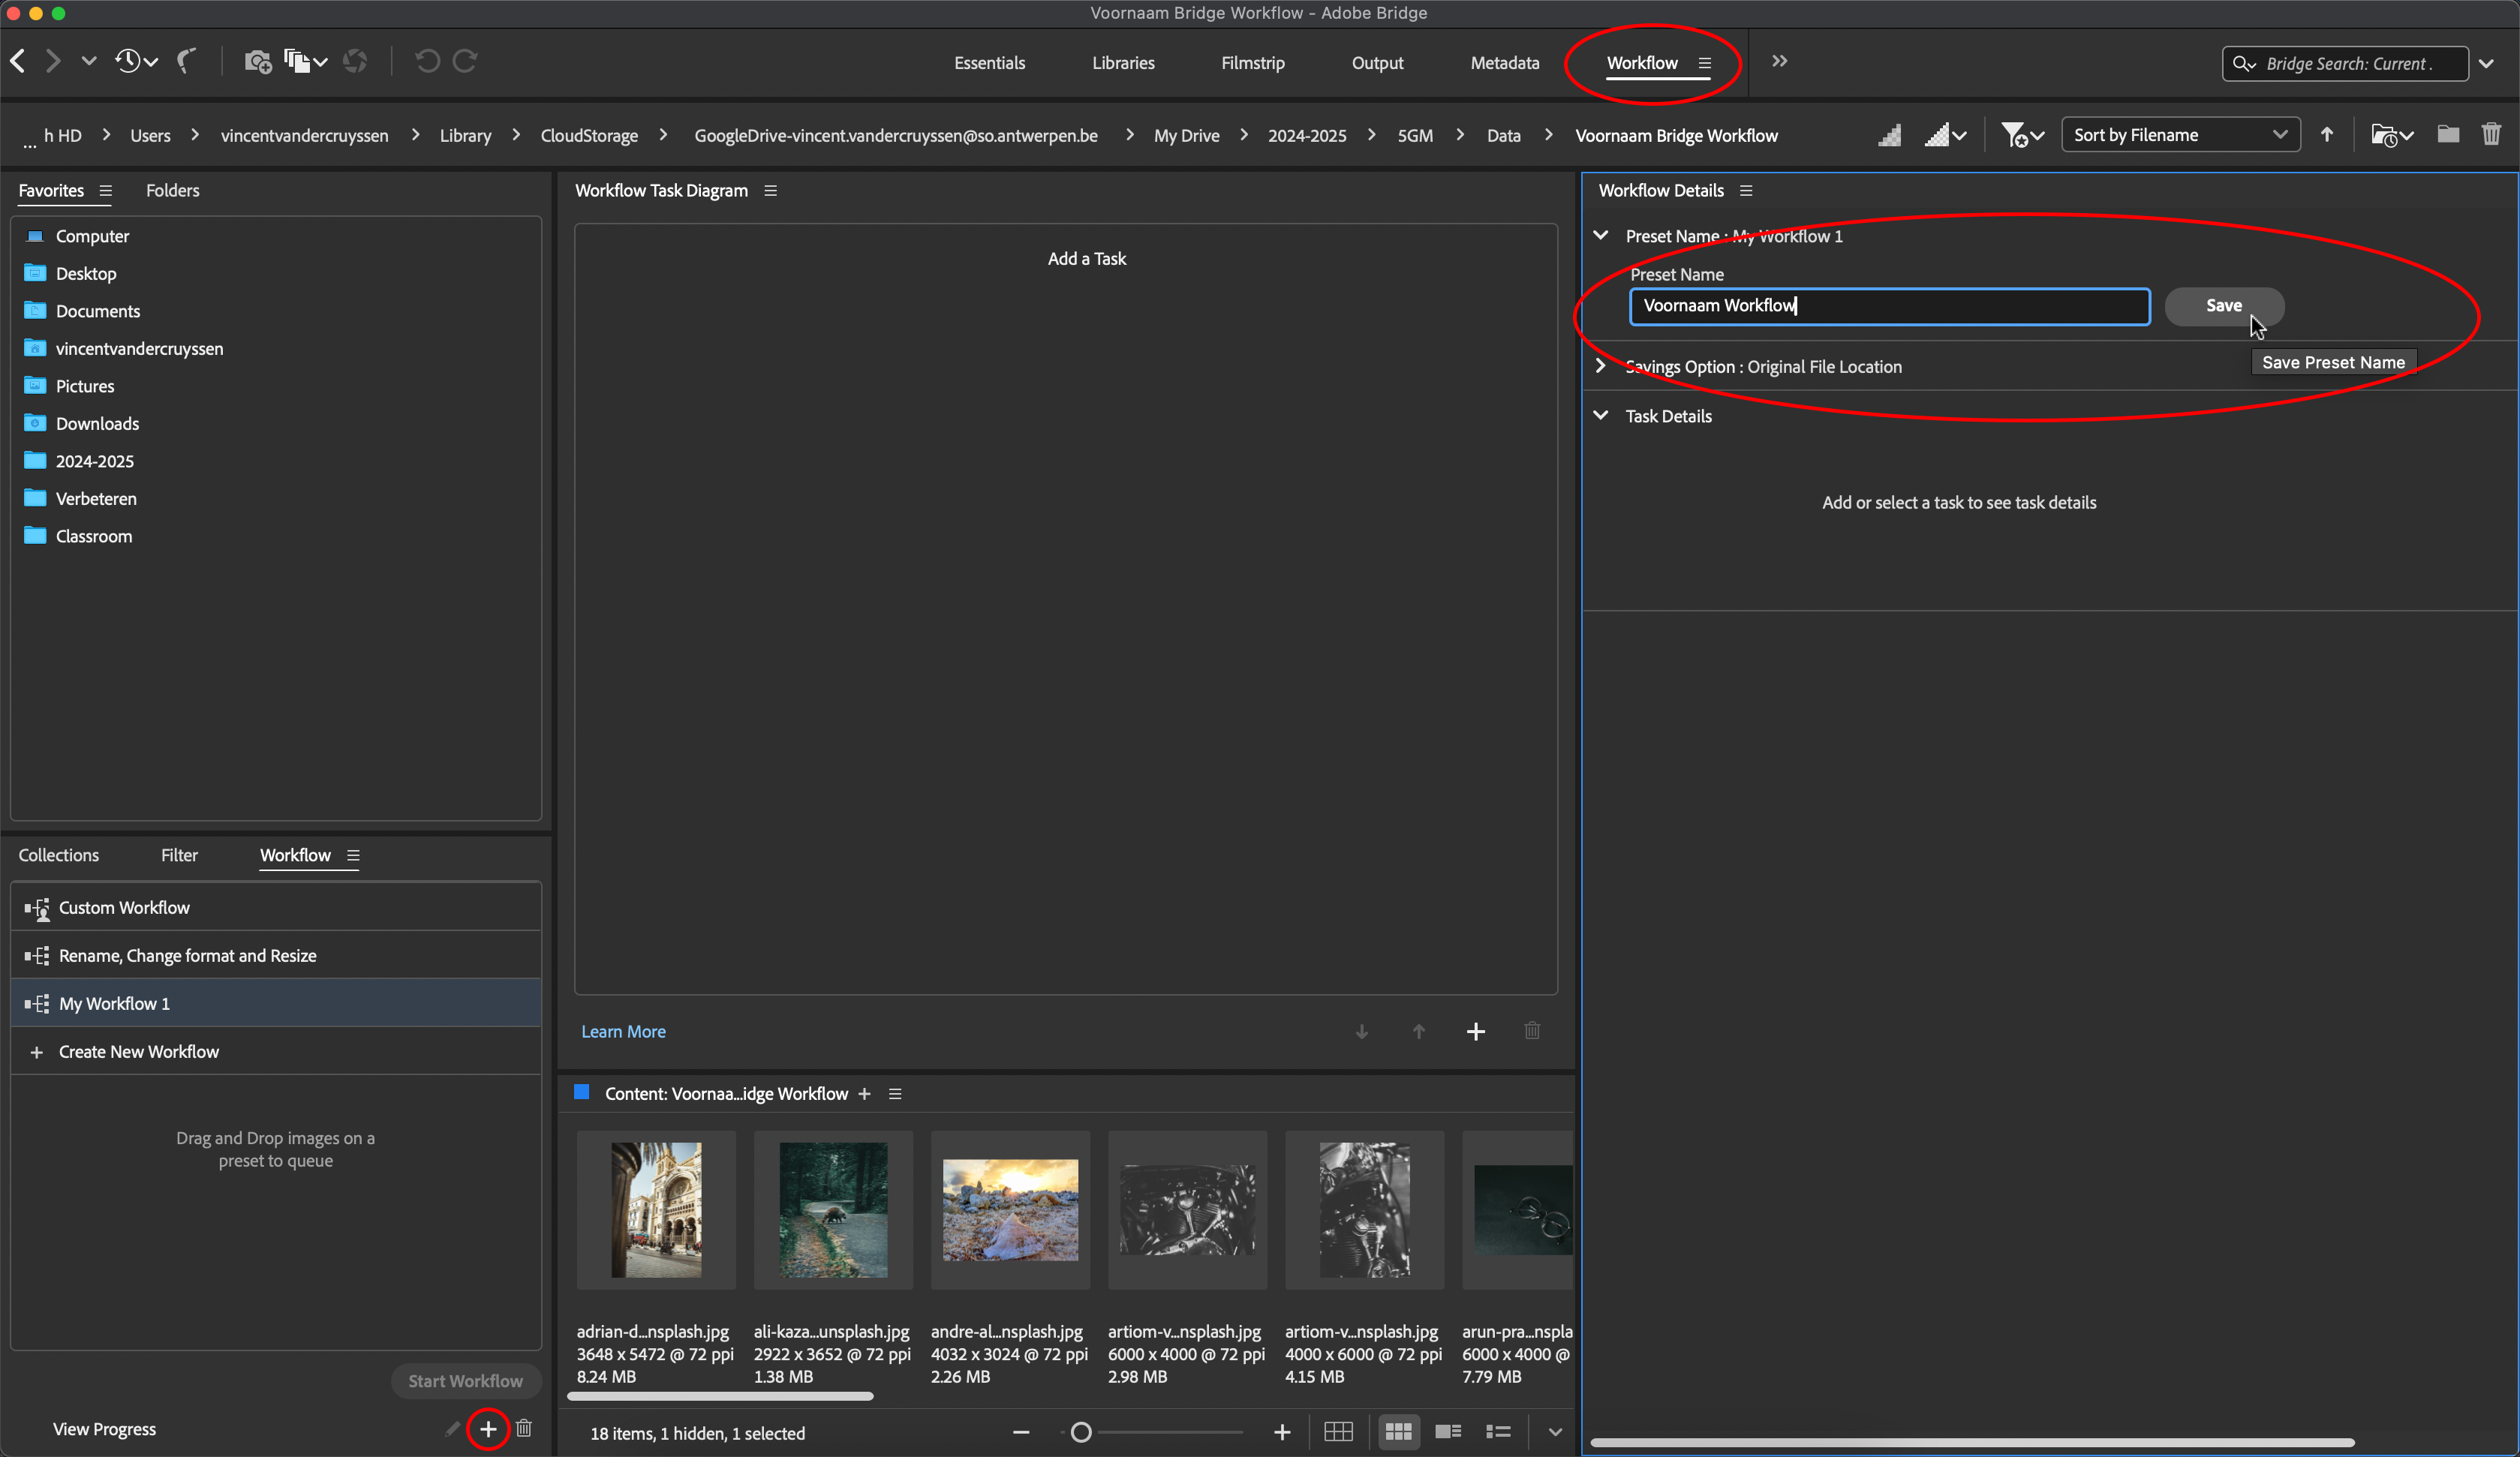 Voornaam Bridge Workflow - Adobe Bridge
Essentials
Libraries
Filmstrip
Output
Metadata
Workflow
Bridge Search: Current .
... h HD > Users > vincentvandercruyssen > Library > CloudStorage > GoogleDrive-vincent.vandercruyssen@so.antwerpen.be > My Drive > 2024-2025 > 5GM > Data > Voornaam Bridge Workflow
Sort by Filename
Favorites
Folders
Computer
Desktop
Documents
vincentvandercruyssen
Pictures
Downloads
2024-2025
Verbeteren
Classroom
Collections
Filter
Workflow
Custom Workflow
Rename, Change format and Resize
My Workflow 1
Create New Workflow
Drag and Drop images on a
preset to queue
Start Workflow
View Progress
Workflow Task Diagram
Add a Task
Learn More
Content: Voornaa...idge Workflow
adrian-d...nsplash.jpg
3648 x 5472 @ 72 ppi
8.24 MB
ali-kaza...unsplash.jpg
2922 x 3652 @ 72 ppi
1.38 MB
andre-al...nsplash.jpg
4032 x 3024 @ 72 ppi
2.26 MB
artiom-v...nsplash.jpg
6000 x 4000 @ 72 ppi
2.98 MB
artiom-v...nsplash.jpg
4000 x 6000 @ 72 ppi
4.15 MB
arun-pra...nspla
6000 x 4000 @
7.79 MB
18 items, 1 hidden, 1 selected
Workflow Details
Preset Name : My Workflow 1
Preset Name
Voornaam Workflow
Save
Save Preset Name
Savings Option : Original File Location
Task Details
Add or select a task to see task details